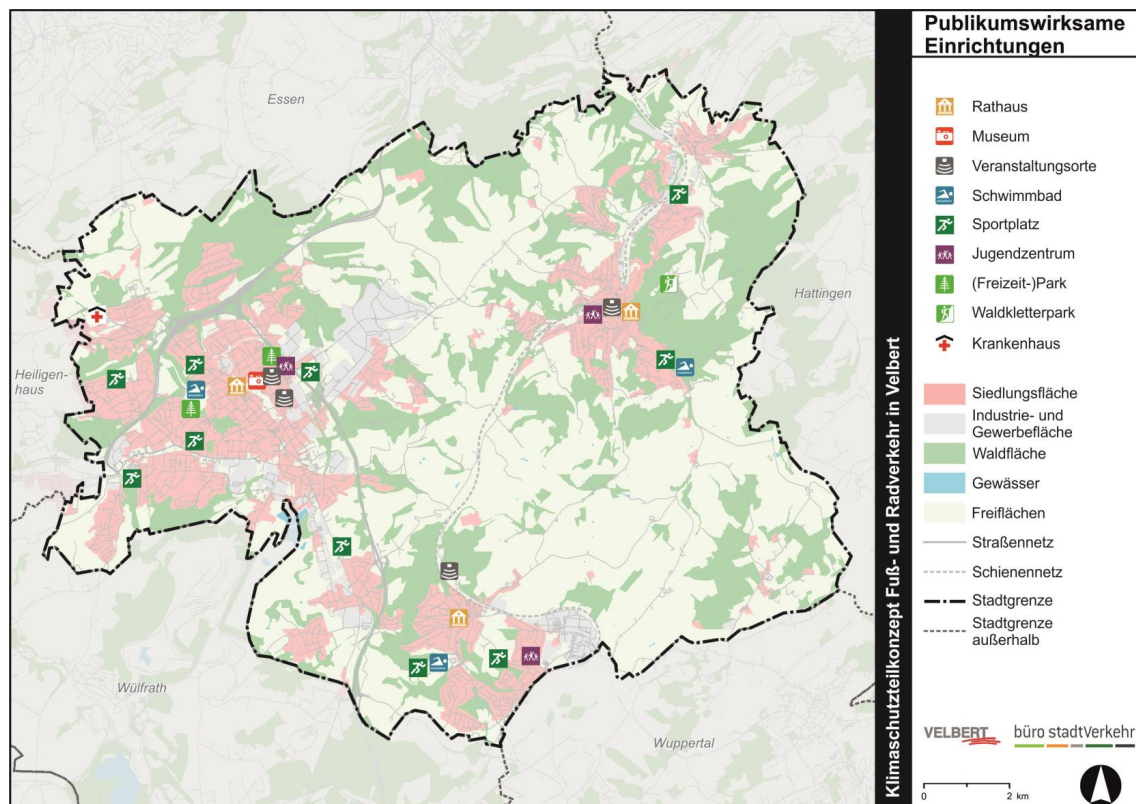 Essen
Hattingen
Heiligen-
haus
Wülfrath
Wuppertal
Klimaschutzteilkonzept Fuß- und Radverkehr in Velbert
Publikumswirksame
Einrichtungen
Rathaus
Museum
Veranstaltungsorte
Schwimmbad
Sportplatz
Jugendzentrum
(Freizeit-)Park
Waldkletterpark
Krankenhaus
Siedlungsfläche
Industrie- und
Gewerbefläche
Waldfläche
Gewässer
Freiflächen
Straßennetz
Schienennetz
Stadtgrenze
Stadtgrenze
außerhalb
VELBERT
büro stadtVerkehr
0 2 km